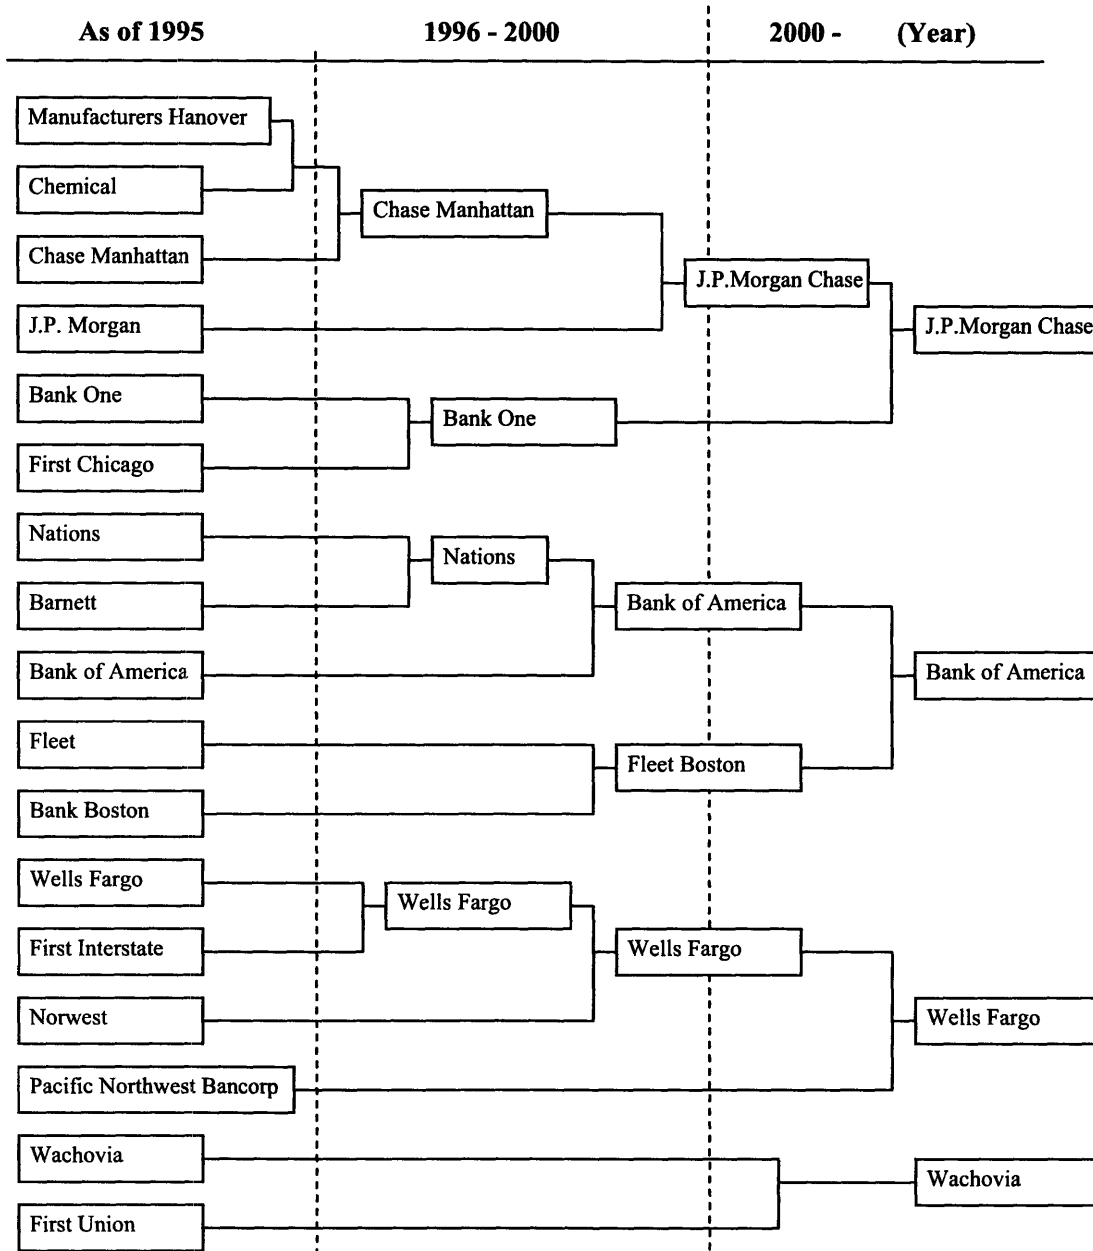 As of 1995 1996 - 2000 2000 - (Year)
Manufacturers Hanover
Chemical
Chase Manhattan
Chase Manhattan
J.P.Morgan Chase
J.P. Morgan
J.P.Morgan Chase
Bank One
Bank One
First Chicago
Nations
Nations
Barnett
Bank of America
Bank of America
Bank of America
Fleet
Fleet Boston
Bank Boston
Wells Fargo
Wells Fargo
First Interstate
Wells Fargo
Norwest
Wells Fargo
Pacific Northwest Bancorp
Wachovia
Wachovia
First Union